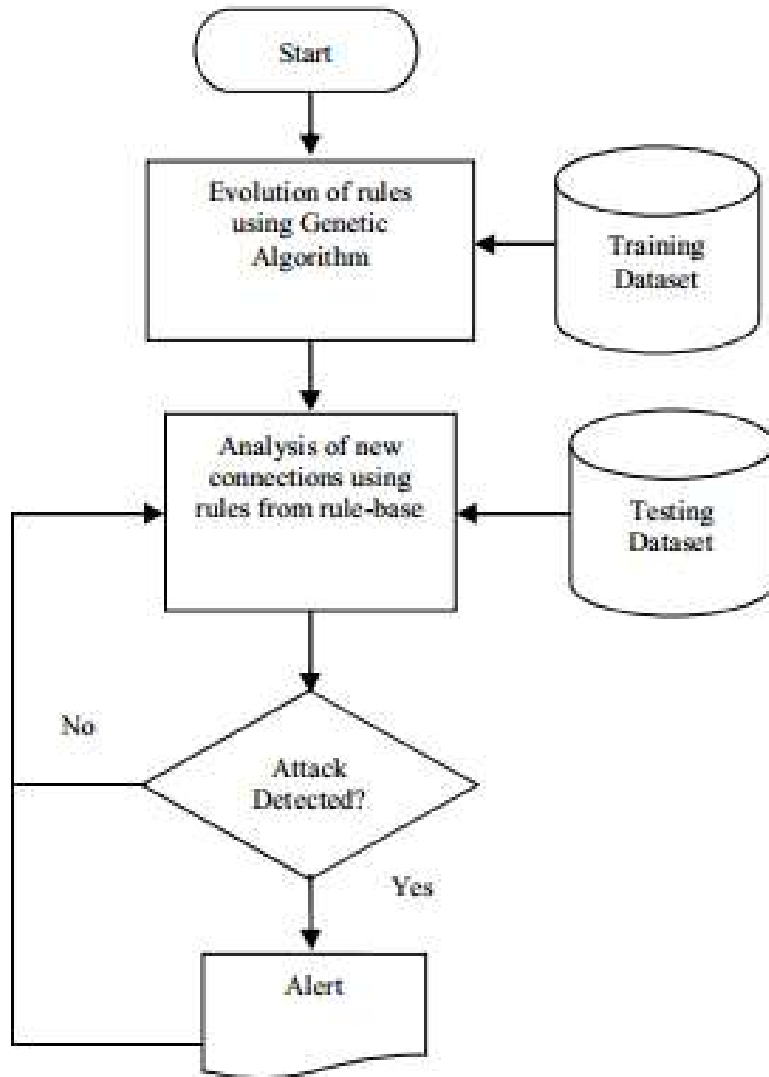 Start
Evolution of rules
using Genetic
Algorithm
Training
Dataset
Analysis of new
connections using
rules from rule-base
Testing
Dataset
No
Attack
Detected?
Yes
Alert